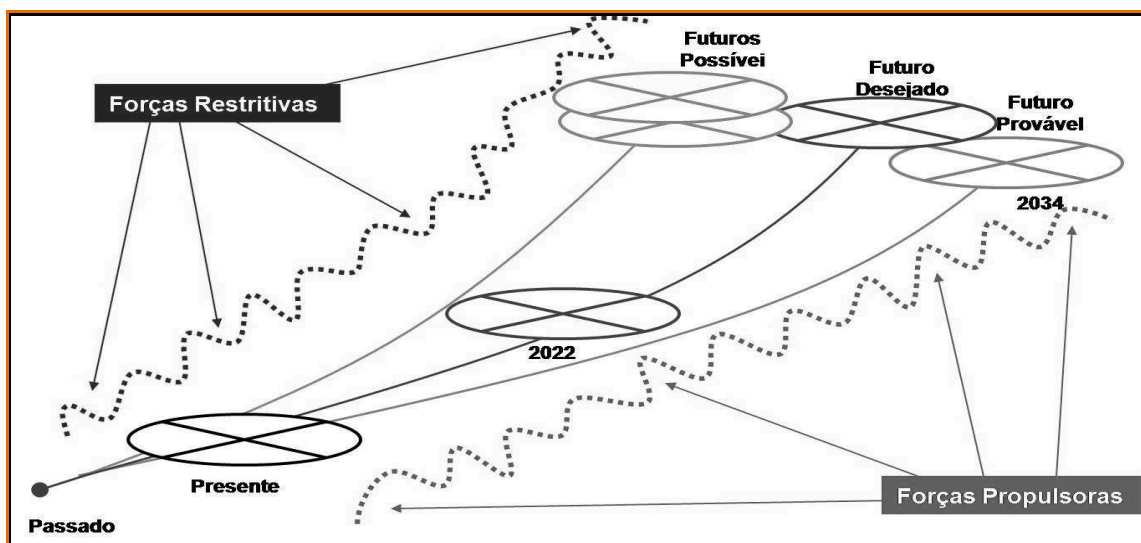 Futuros
Possívei
Futuro
Desejado
Futuro
Provável
Forças Restritivas
2034
2022
Presente
Forças Propulsoras
Passado